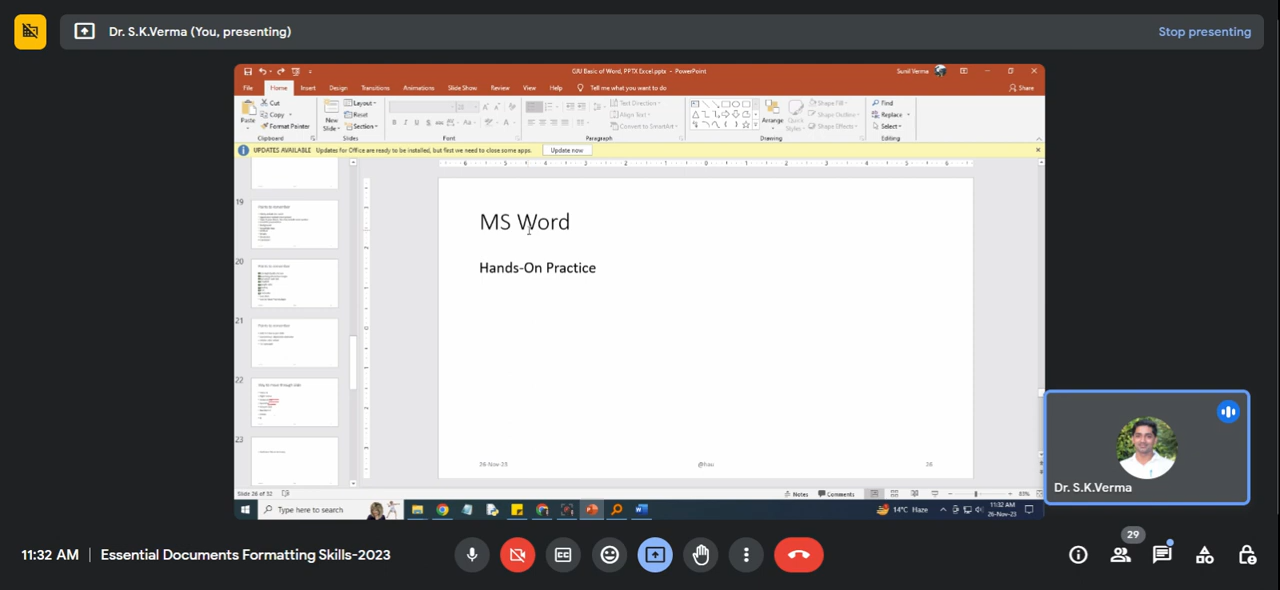 Dr. S.K.Verma (You, presenting)
Stop presenting
GJU Basic of Word, PPTX Excel.pptx - PowerPoint
Sunil Verma
File Home Insert Design Transitions Animations Slide Show Review View Help Tell me what you want to do
Share
Paste
Cut
Copy
Format Painter
Clipboard
New Slide
Layout
Reset
Section
Slides
Font
Text Direction
Align Text
Convert to SmartArt
Paragraph
Arrange
Quick Styles
Shape Fill
Shape Outline
Shape Effects
Drawing
Find
Replace
Select
Editing
UPDATES AVAILABLE Updates for Office are ready to be installed, but first we need to close some apps. Update now
19
20
21
22
23
MS Word
Hands-On Practice
26-Nov-23
26
Slide 26 of 32
Notes Comments
83%
Type here to search
14°C Haze
11:32 AM
26-Nov-23
Dr. S.K.Verma
11:32 AM | Essential Documents Formatting Skills-2023
29